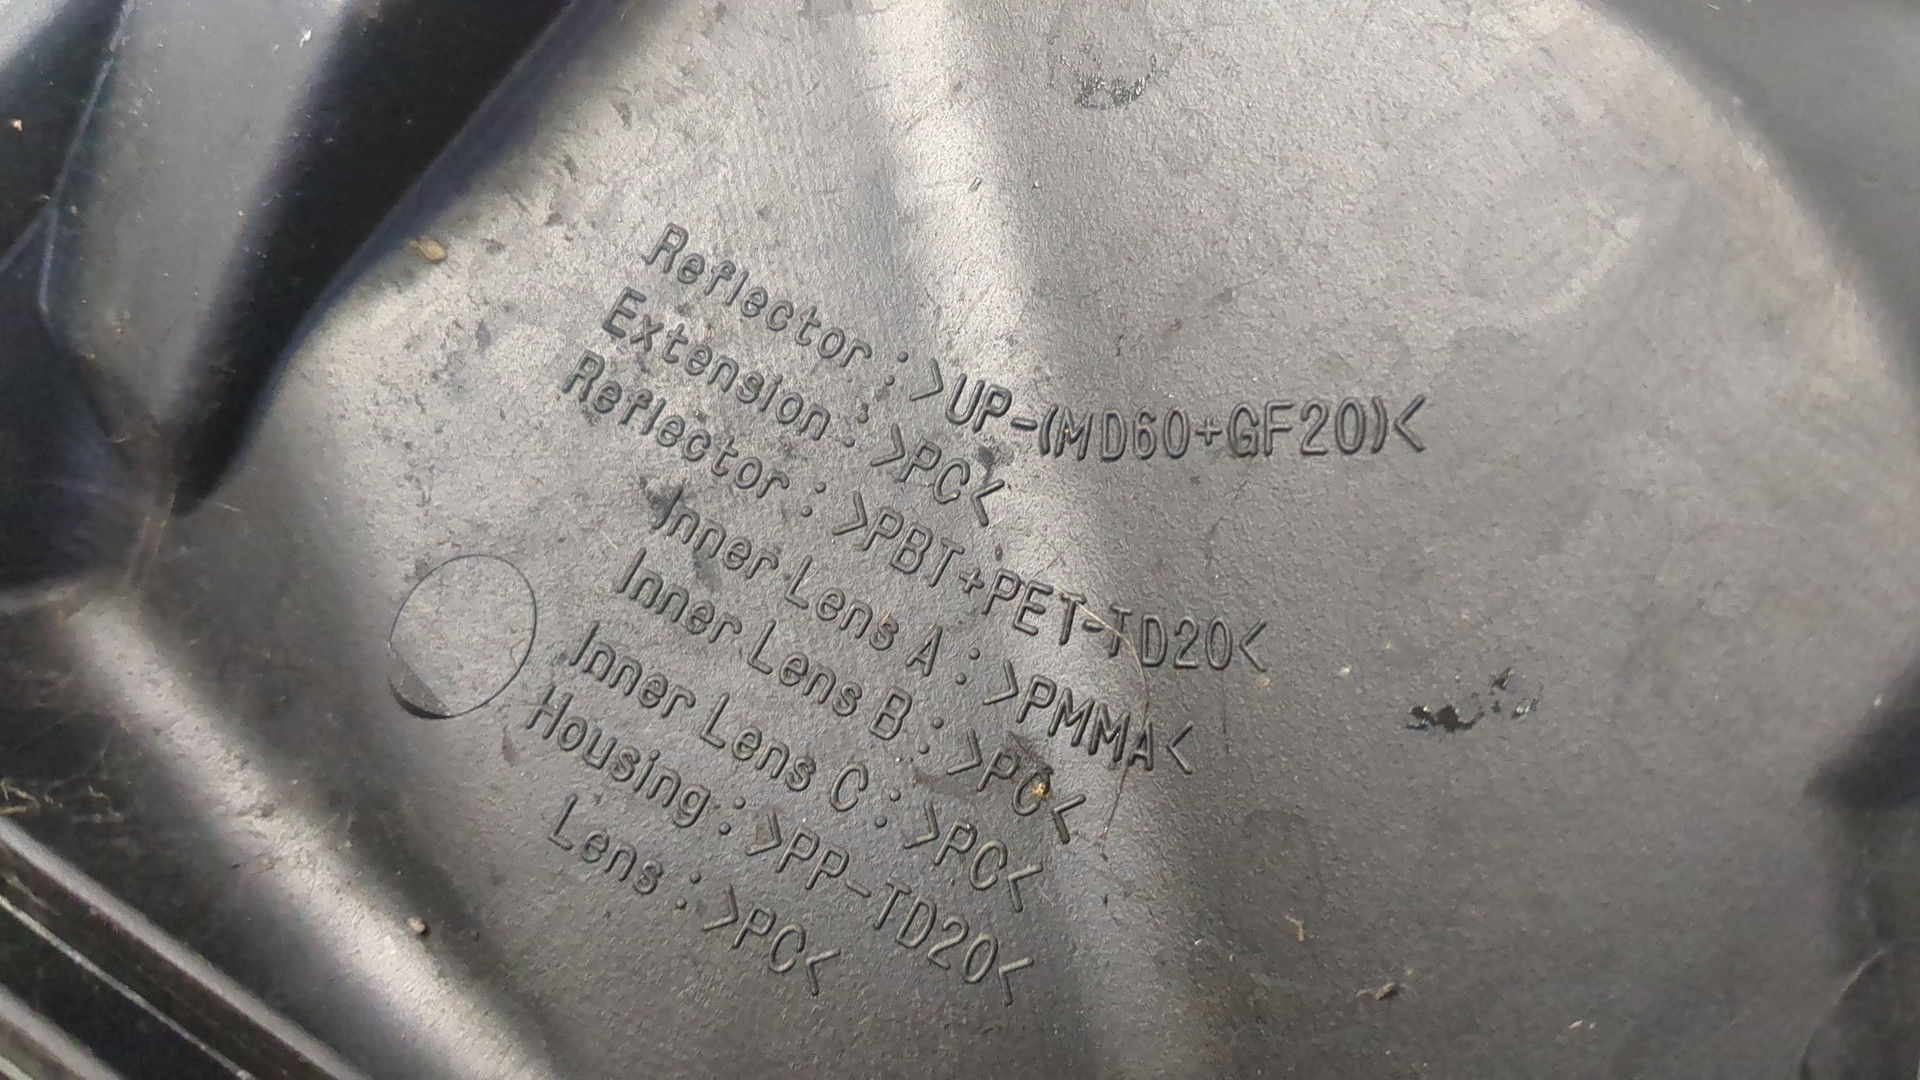 Reflector : >UP-(MD60+GF20)<
Extension : >PC<
Reflector : >PBT+PET-TD20<
Inner Lens A : >PMMA<
Inner Lens B : >PC<
Inner Lens C : >PC<
Housing : >PP-TD20<
Lens : >PC<